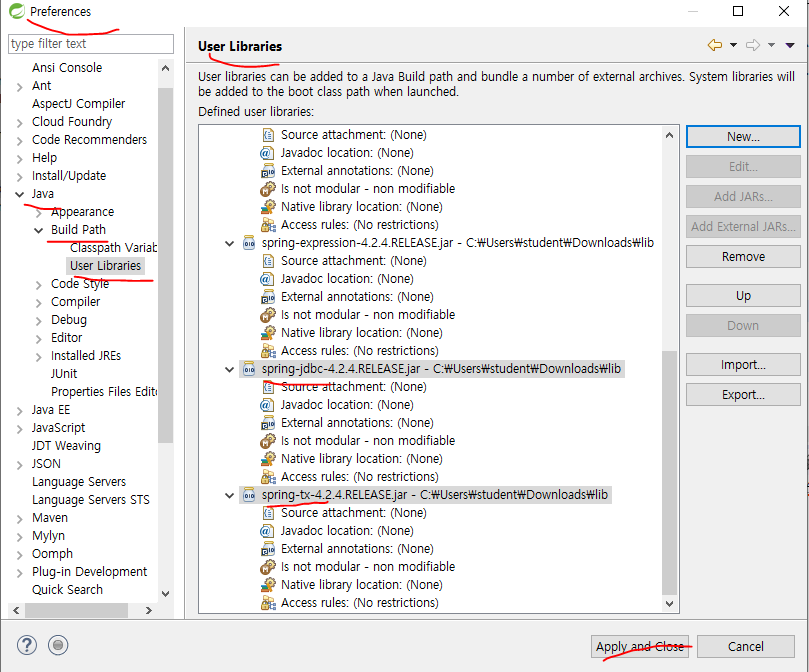 Preferences
type filter text
Ansi Console
Ant
AspectJ Compiler
Cloud Foundry
Code Recommenders
Help
Install/Update
Java
Appearance
Build Path
Classpath Variab
User Libraries
Code Style
Compiler
Debug
Editor
Installed JREs
JUnit
Properties Files Edito
Java EE
JavaScript
JDT Weaving
JSON
Language Servers
Language Servers STS
Maven
Mylyn
Oomph
Plug-in Development
Quick Search
User Libraries
User libraries can be added to a Java Build path and bundle a number of external archives. System libraries will
be added to the boot class path when launched.
Defined user libraries:
Source attachment: (None)
Javadoc location: (None)
External annotations: (None)
Is not modular - non modifiable
Native library location: (None)
Access rules: (No restrictions)
spring-expression-4.2.4.RELEASE.jar - C:₩Users₩student₩Downloads₩lib
Source attachment: (None)
Javadoc location: (None)
External annotations: (None)
Is not modular - non modifiable
Native library location: (None)
Access rules: (No restrictions)
spring-jdbc-4.2.4.RELEASE.jar - C:₩Users₩student₩Downloads₩lib
Source attachment: (None)
Javadoc location: (None)
External annotations: (None)
Is not modular - non modifiable
Native library location: (None)
Access rules: (No restrictions)
spring-tx-4.2.4.RELEASE.jar - C:₩Users₩student₩Downloads₩lib
Source attachment: (None)
Javadoc location: (None)
External annotations: (None)
Is not modular - non modifiable
Native library location: (None)
Access rules: (No restrictions)
New...
Edit...
Add JARs...
Add External JARs...
Remove
Up
Down
Import...
Export...
Apply and Close
Cancel